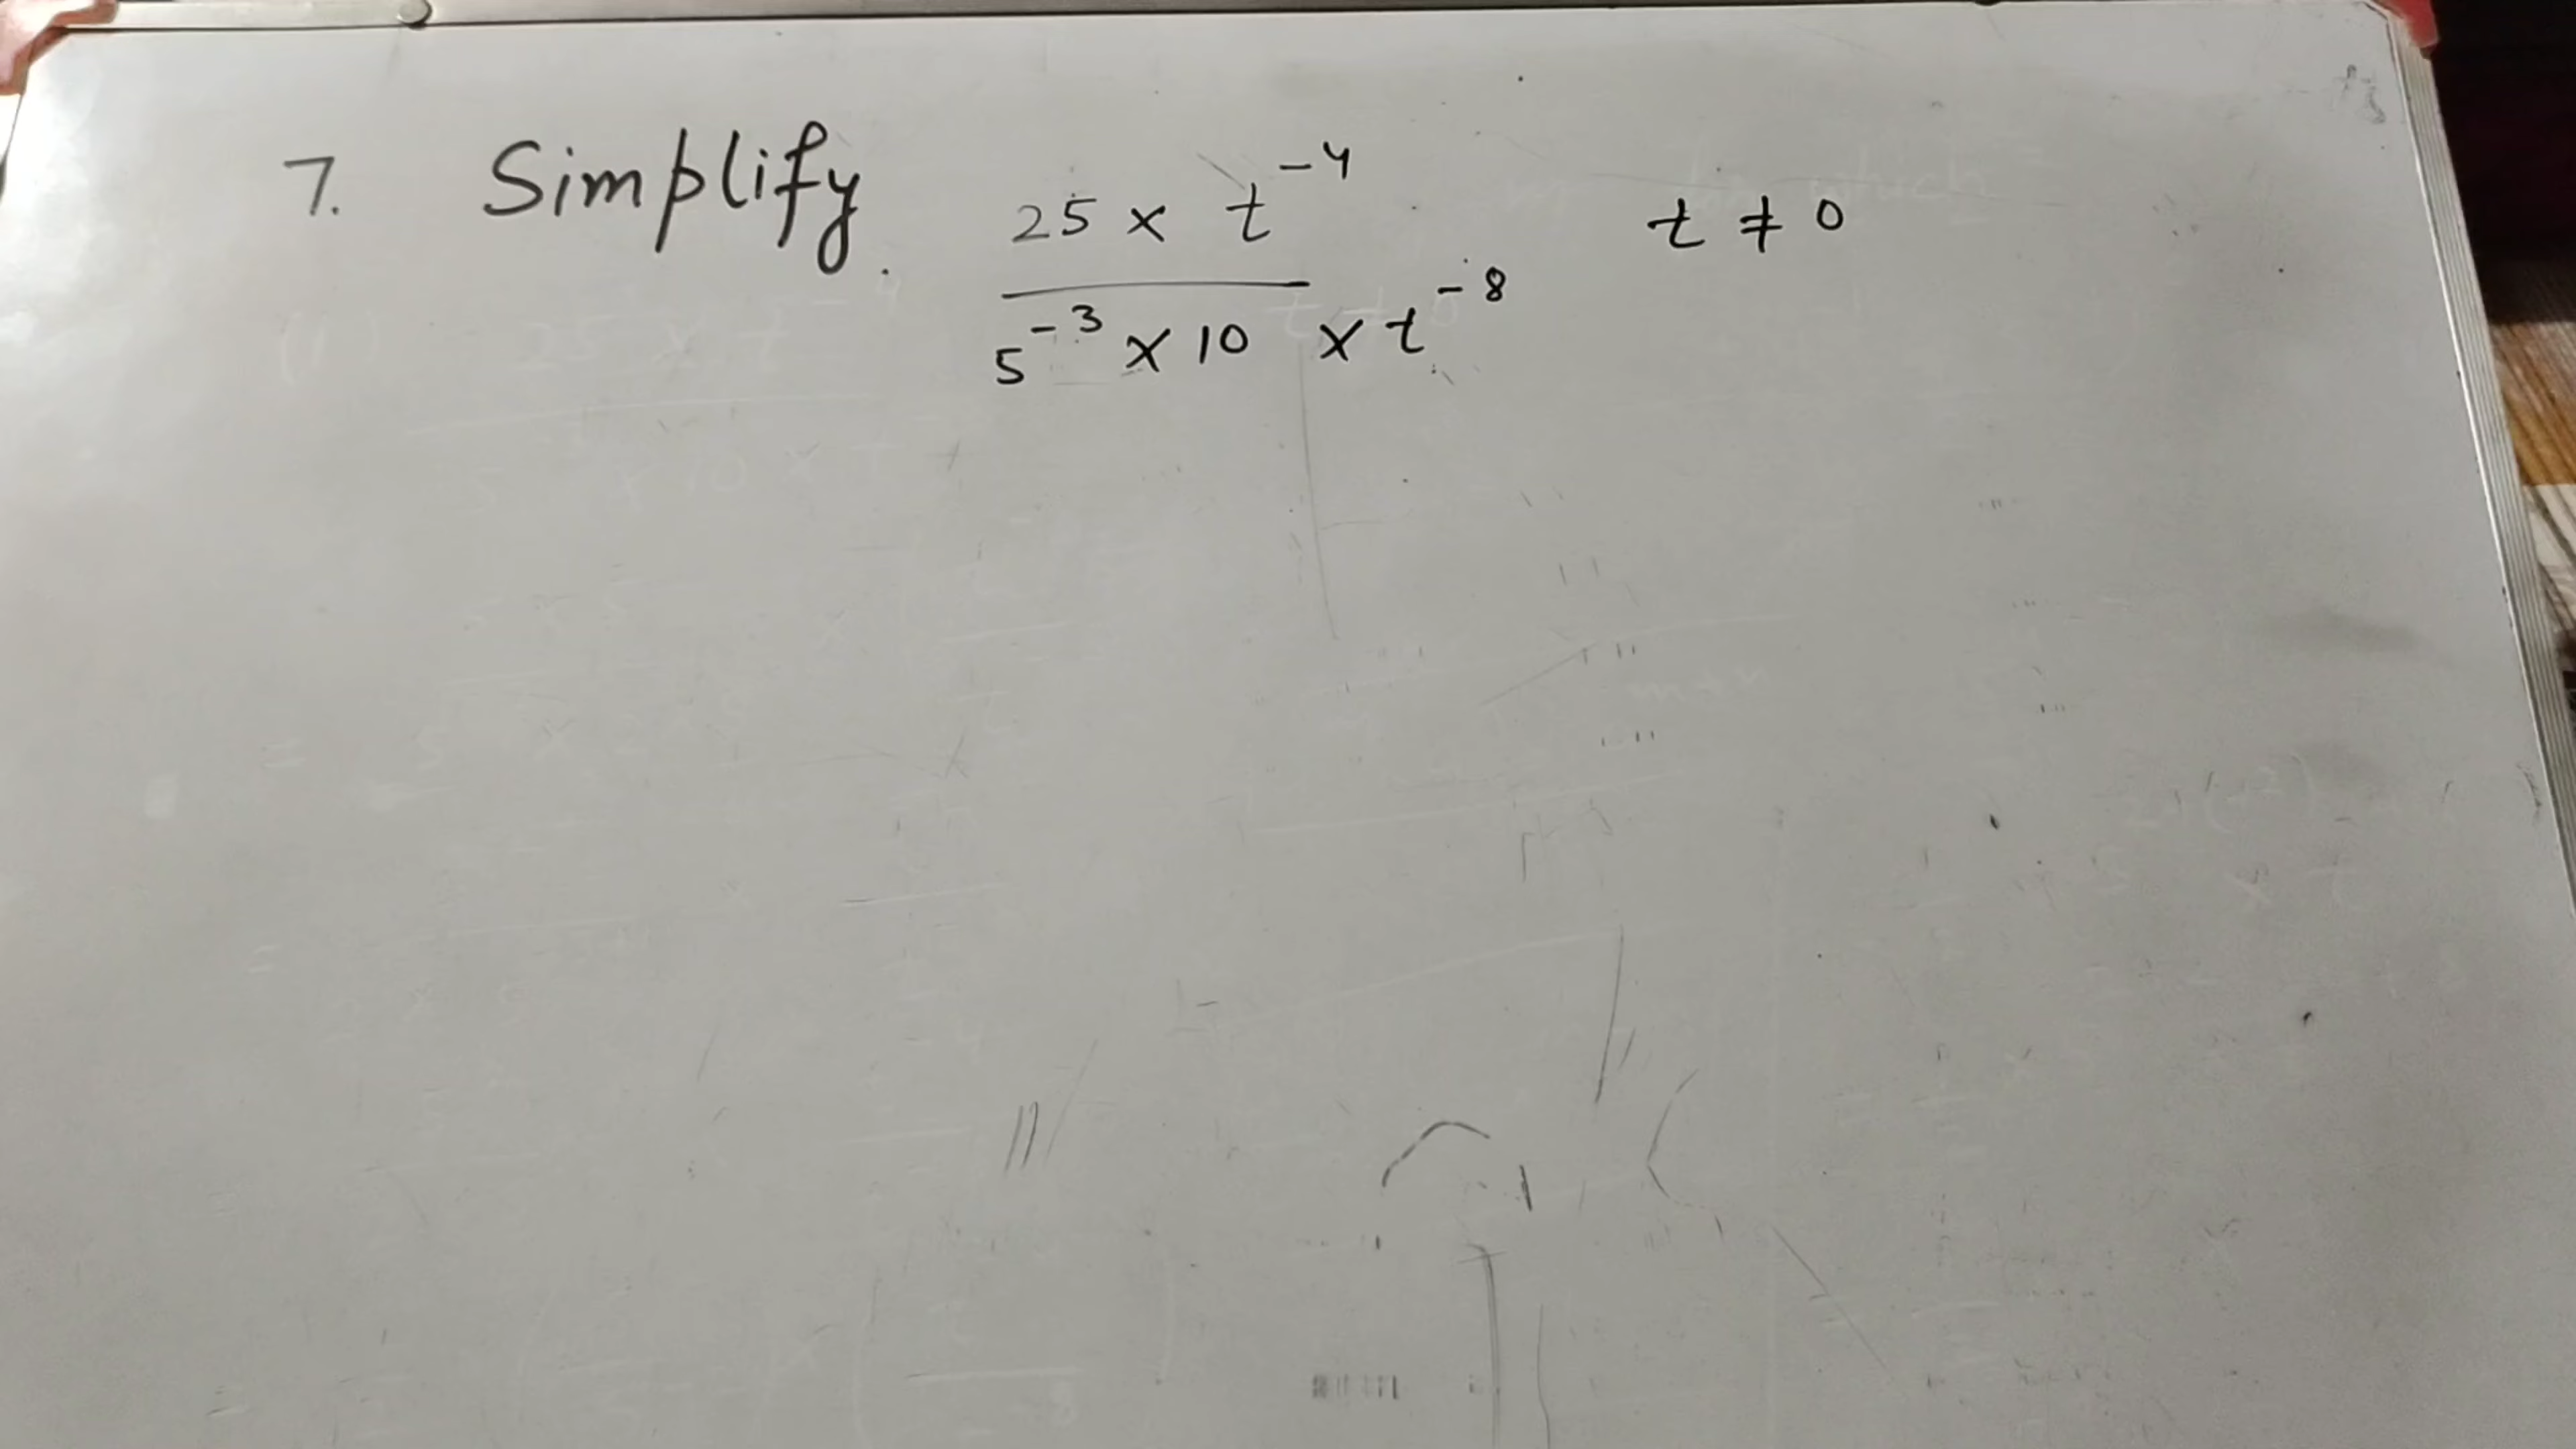 7. Simplify 25 × t⁻⁴ t ≠ 0
5⁻³ × 10 × t⁻⁸